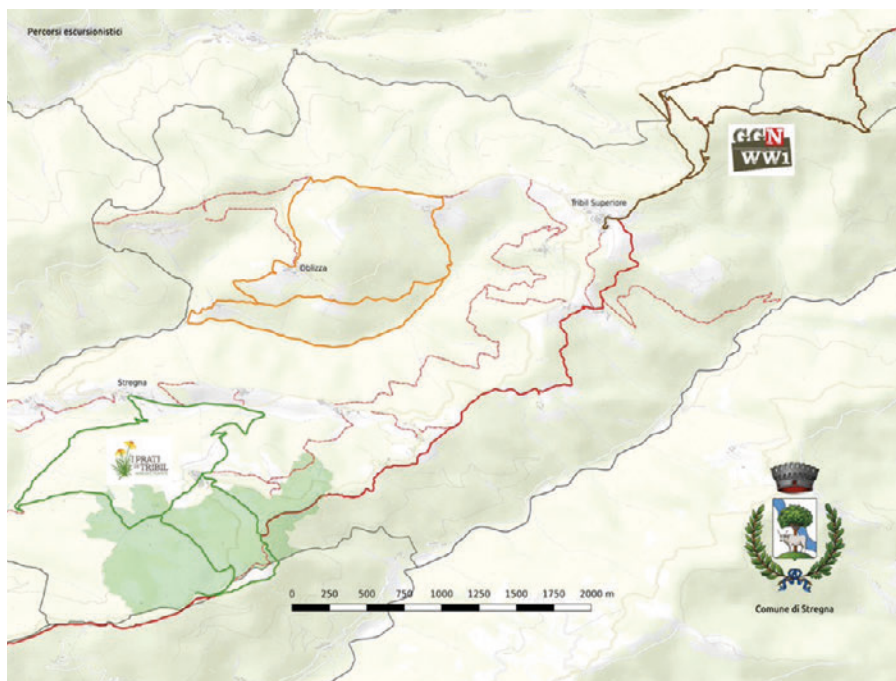 Percorsi escursionistici
GGN
WW1
Tribil Superiore
Oblizza
Stregna
I PRATI
DI TRIBIL
0 250 500 750 1000 1250 1500 1750 2000 m
Comune di Stregna